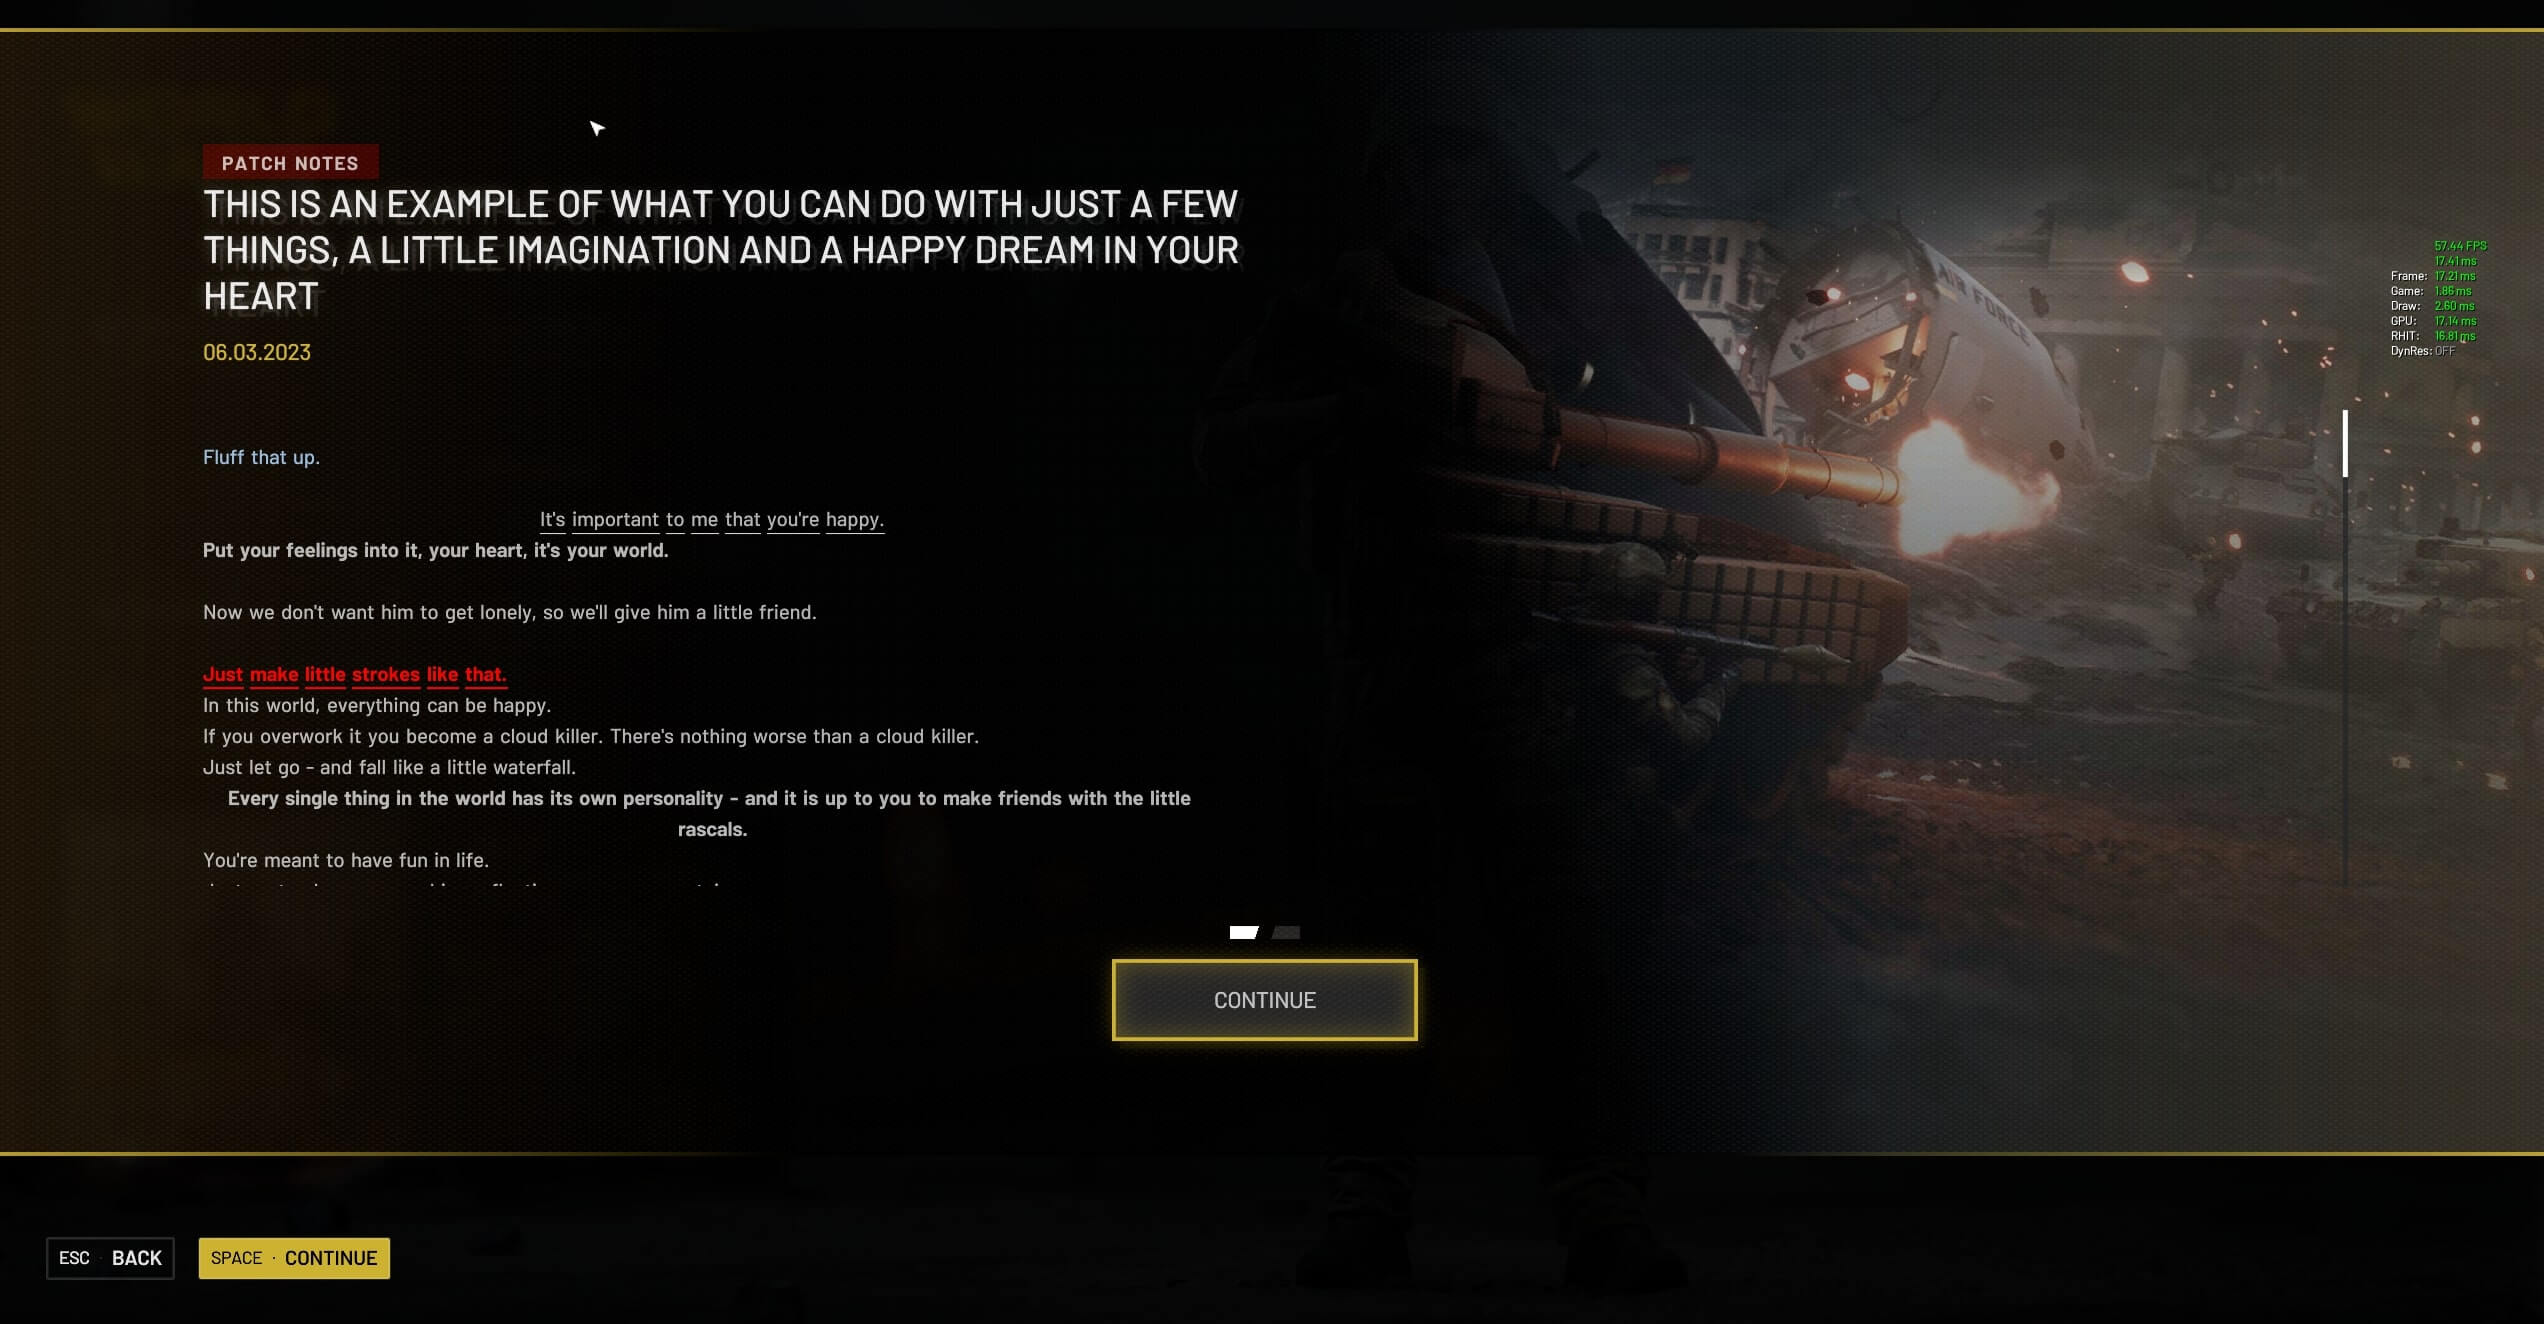 PATCH NOTES
THIS IS AN EXAMPLE OF WHAT YOU CAN DO WITH JUST A FEW
THINGS, A LITTLE IMAGINATION AND A HAPPY DREAM IN YOUR
HEART
06.03.2023
Fluff that up.
It's important to me that you're happy.
Put your feelings into it, your heart, it's your world.
Now we don't want him to get lonely, so we'll give him a little friend.
Just make little strokes like that.
In this world, everything can be happy.
If you overwork it you become a cloud killer. There's nothing worse than a cloud killer.
Just let go - and fall like a little waterfall.
Every single thing in the world has its own personality - and it is up to you to make friends with the little
rascals.
You're meant to have fun in life.
CONTINUE
ESC · BACK
SPACE · CONTINUE
AIR FORCE
57.44 FPS
17.41 ms
Frame: 17.21 ms
Game: 1.86 ms
Draw: 2.60 ms
GPU: 17.14 ms
RHIT: 16.81 ms
DynRes: OFF